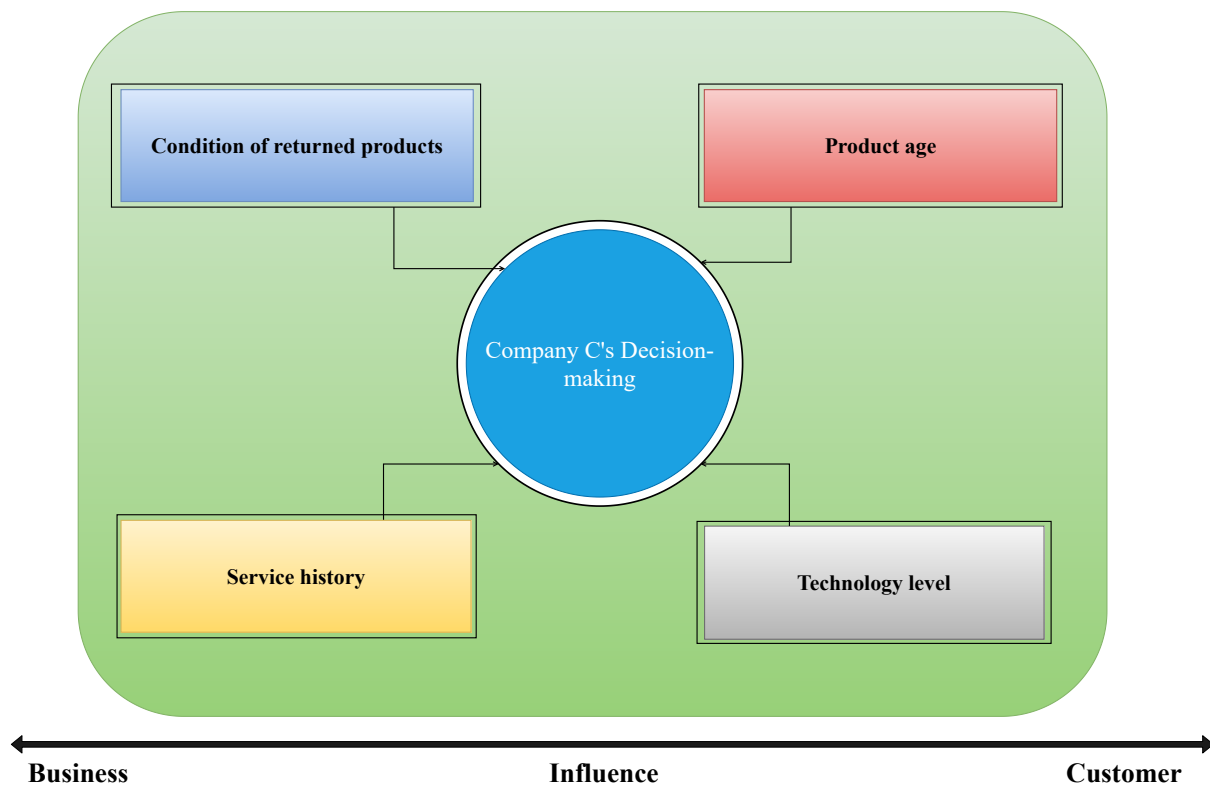 Condition of returned products
Product age
Company C's Decision-
making
Service history
Technology level
Business
Influence
Customer